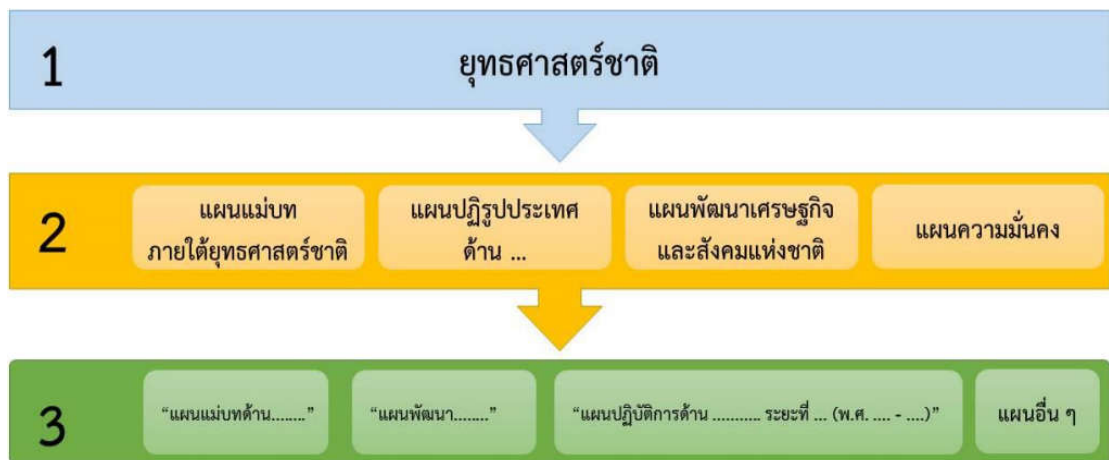 1
ยุทธศาสตร์ชาติ
2
แผนแม่บท
ภายใต้ยุทธศาสตร์ชาติ
แผนปฏิรูปประเทศ
ด้าน ...
แผนพัฒนาเศรษฐกิจ
และสังคมแห่งชาติ
แผนความมั่นคง
3
“แผนแม่บทด้าน........”
“แผนพัฒนา........”
“แผนปฏิบัติการด้าน ........... ระยะที่ ... (พ.ศ. .... - ....)”
แผนอื่น ๆ